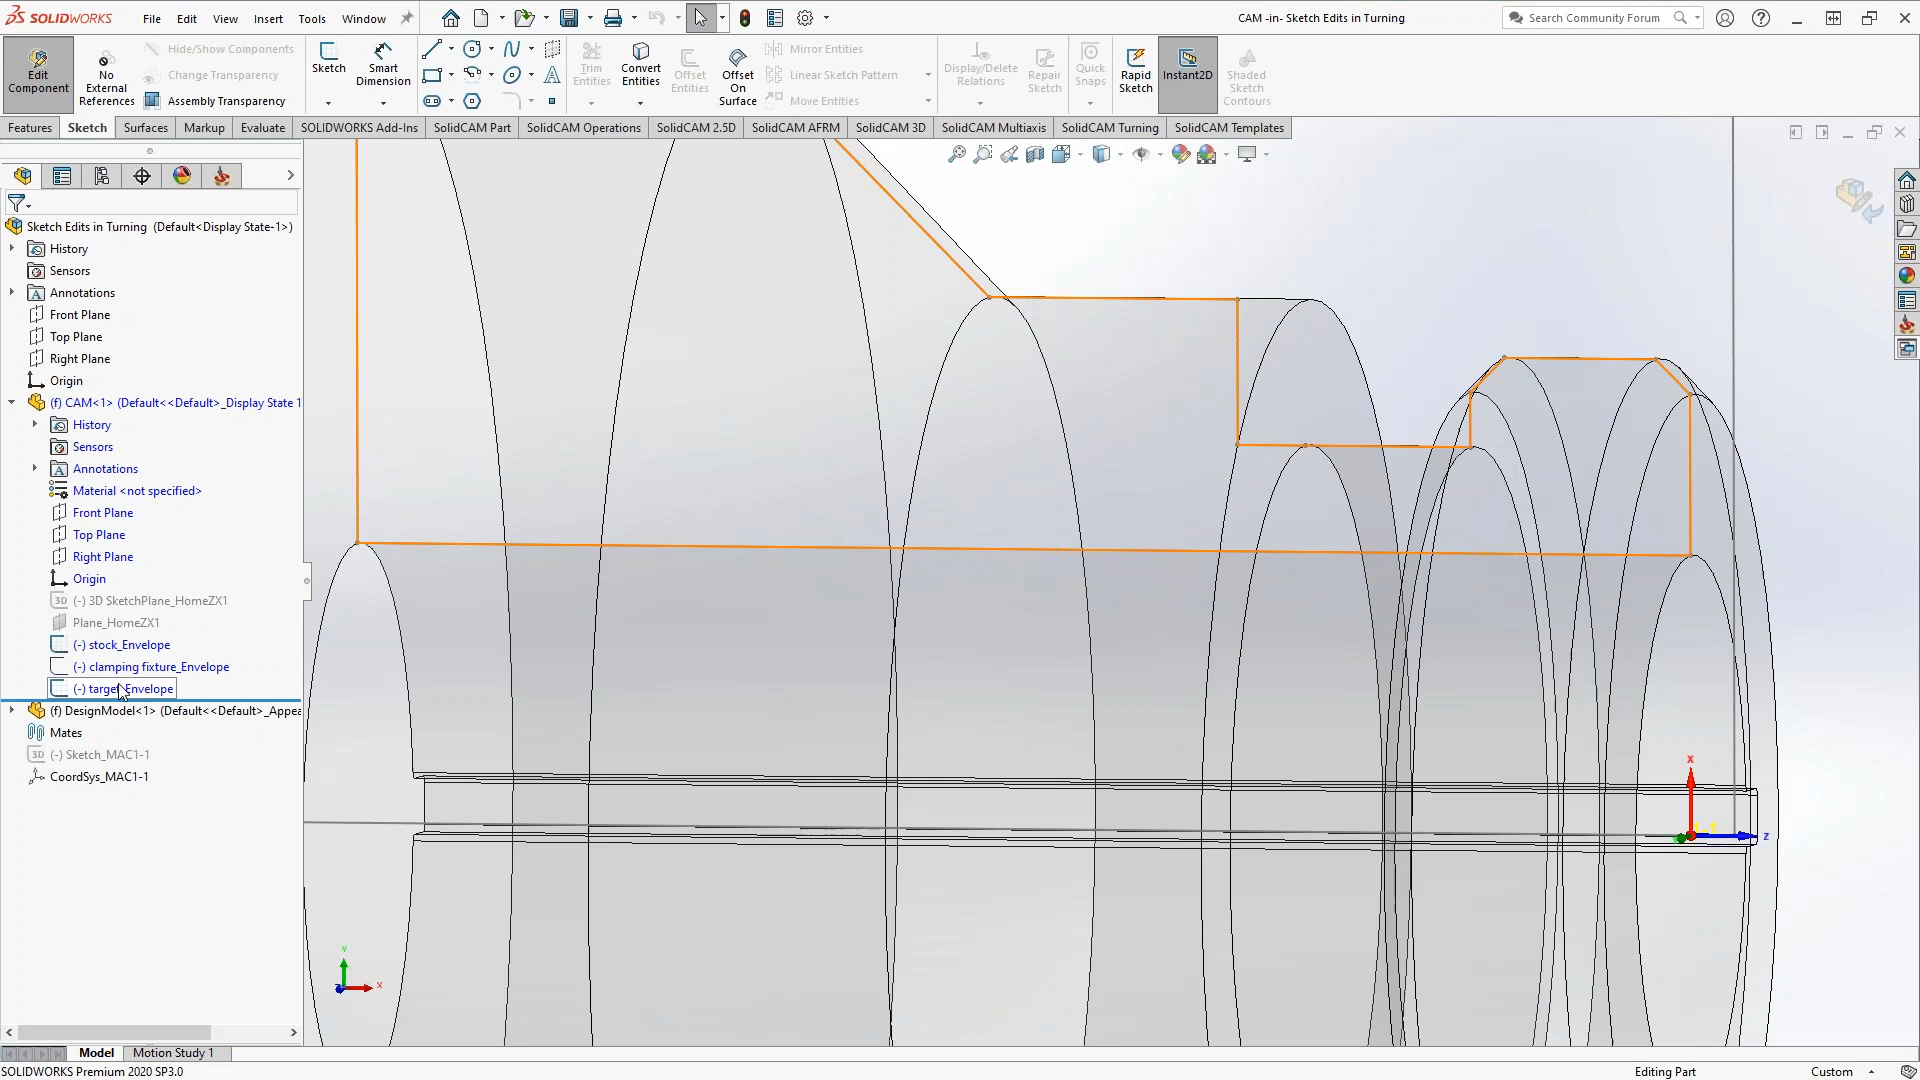 SOLIDWORKS File Edit View Insert Tools Window CAM -in- Sketch Edits in Turning Search Community Forum
Edit Component
No External References
Hide/Show Components
Change Transparency
Assembly Transparency
Sketch
Smart Dimension
Trim Entities
Convert Entities
Offset Entities
Offset On Surface
Mirror Entities
Linear Sketch Pattern
Move Entities
Display/Delete Relations
Repair Sketch
Quick Snaps
Rapid Sketch
Instant2D
Shaded Sketch Contours
Features Sketch Surfaces Markup Evaluate SOLIDWORKS Add-Ins SolidCAM Part SolidCAM Operations SolidCAM 2.5D SolidCAM AFRM SolidCAM 3D SolidCAM Multiaxis SolidCAM Turning SolidCAM Templates
Sketch Edits in Turning (Default<Display State-1>)
History
Sensors
Annotations
Front Plane
Top Plane
Right Plane
Origin
(f) CAM<1> (Default<<Default>_Display State 1
History
Sensors
Annotations
Material <not specified>
Front Plane
Top Plane
Right Plane
Origin
3D (-) 3D SketchPlane_HomeZX1
Plane_HomeZX1
(-) stock_Envelope
(-) clamping fixture_Envelope
(-) target_Envelope
(f) DesignModel<1> (Default<<Default>_Appea
Mates
3D (-) Sketch_MAC1-1
CoordSys_MAC1-1
X
Z
Y
X
Z
Model Motion Study 1
SOLIDWORKS Premium 2020 SP3.0 Editing Part Custom